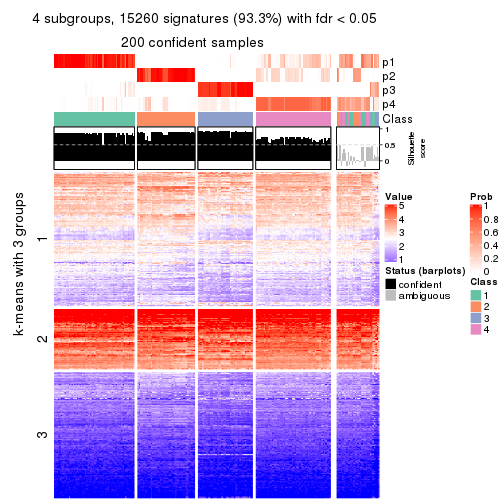 4 subgroups, 15260 signatures (93.3%) with fdr < 0.05
200 confident samples
p1
p2
p3
p4
Class
1
0.5
0
Silhouette
score
k-means with 3 groups
1
2
3
Value
5
4
3
2
1
Status (barplots)
confident
ambiguous
Prob
1
0.8
0.6
0.4
0.2
0
Class
1
2
3
4